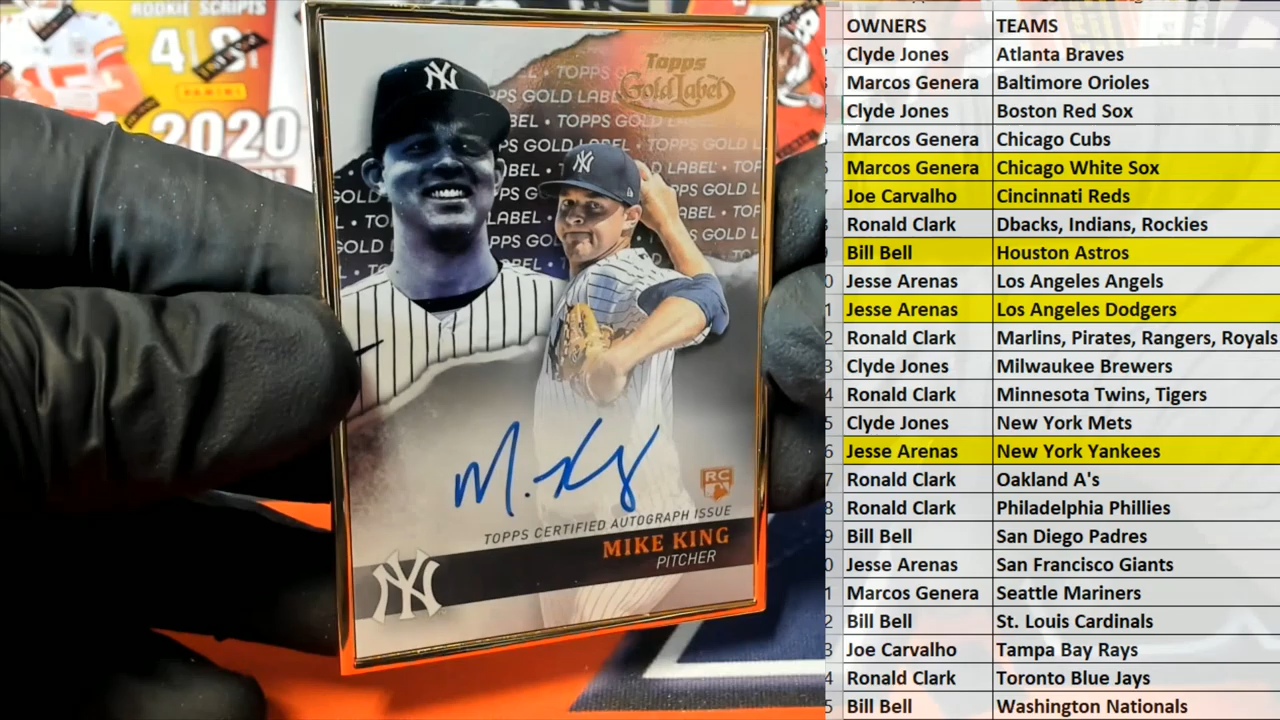 ROOKIE SCRIPTS
4
PANINI
2020
Topps
Gold Label
M. King
RC
TOPPS CERTIFIED AUTOGRAPH ISSUE
MIKE KING
PITCHER
NY
OWNERS TEAMS
Clyde Jones Atlanta Braves
Marcos Genera Baltimore Orioles
Clyde Jones Boston Red Sox
Marcos Genera Chicago Cubs
Marcos Genera Chicago White Sox
Joe Carvalho Cincinnati Reds
Ronald Clark Dbacks, Indians, Rockies
Bill Bell Houston Astros
Jesse Arenas Los Angeles Angels
Jesse Arenas Los Angeles Dodgers
Ronald Clark Marlins, Pirates, Rangers, Royals
Clyde Jones Milwaukee Brewers
Ronald Clark Minnesota Twins, Tigers
Clyde Jones New York Mets
Jesse Arenas New York Yankees
Ronald Clark Oakland A's
Ronald Clark Philadelphia Phillies
Bill Bell San Diego Padres
Jesse Arenas San Francisco Giants
Marcos Genera Seattle Mariners
Bill Bell St. Louis Cardinals
Joe Carvalho Tampa Bay Rays
Ronald Clark Toronto Blue Jays
Bill Bell Washington Nationals